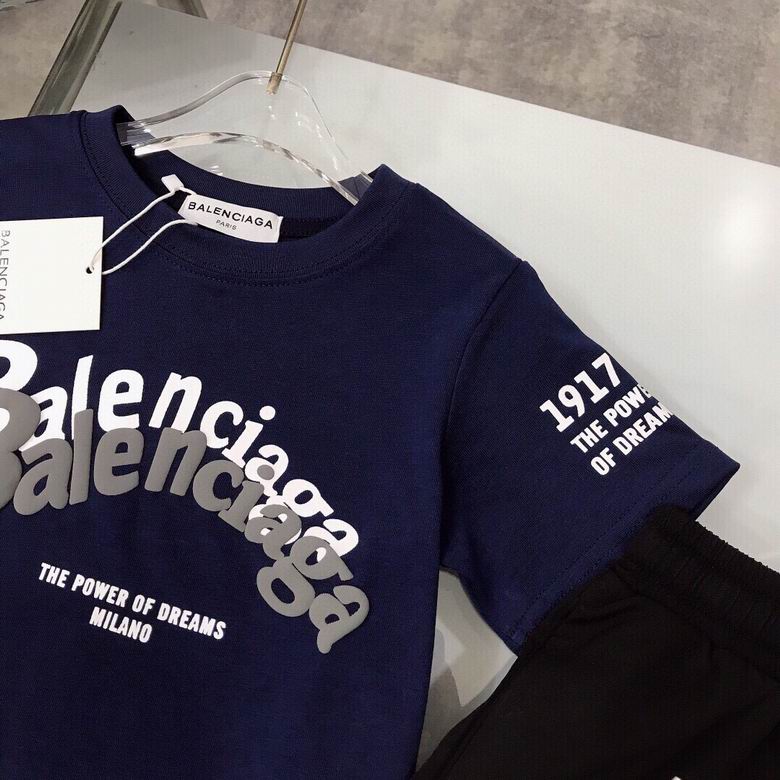 BALENCIAGA
PARIS
BALENCIAGA
Balenciaga
Balenciaga
THE POWER OF DREAMS
MILANO
1917
THE POWE
OF DREAM